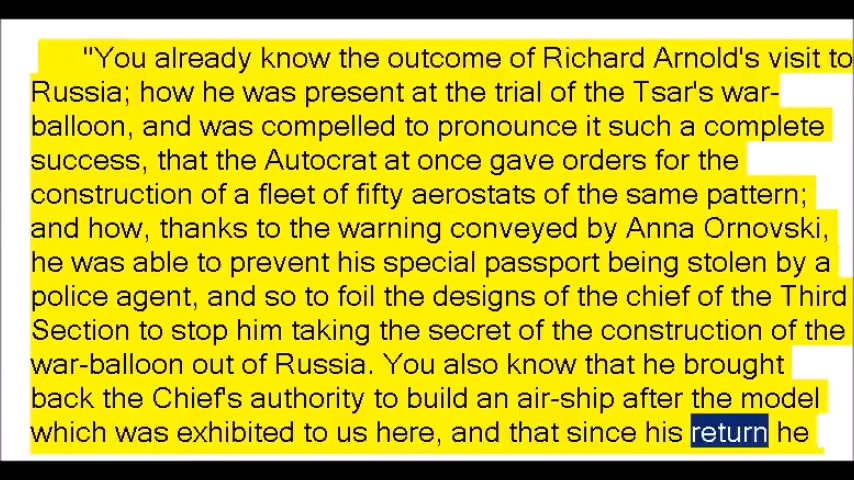 "You already know the outcome of Richard Arnold's visit to
Russia; how he was present at the trial of the Tsar's war-
balloon, and was compelled to pronounce it such a complete
success, that the Autocrat at once gave orders for the
construction of a fleet of fifty aerostats of the same pattern;
and how, thanks to the warning conveyed by Anna Ornovski,
he was able to prevent his special passport being stolen by a
police agent, and so to foil the designs of the chief of the Third
Section to stop him taking the secret of the construction of the
war-balloon out of Russia. You also know that he brought
back the Chief's authority to build an air-ship after the model
which was exhibited to us here, and that since his return he